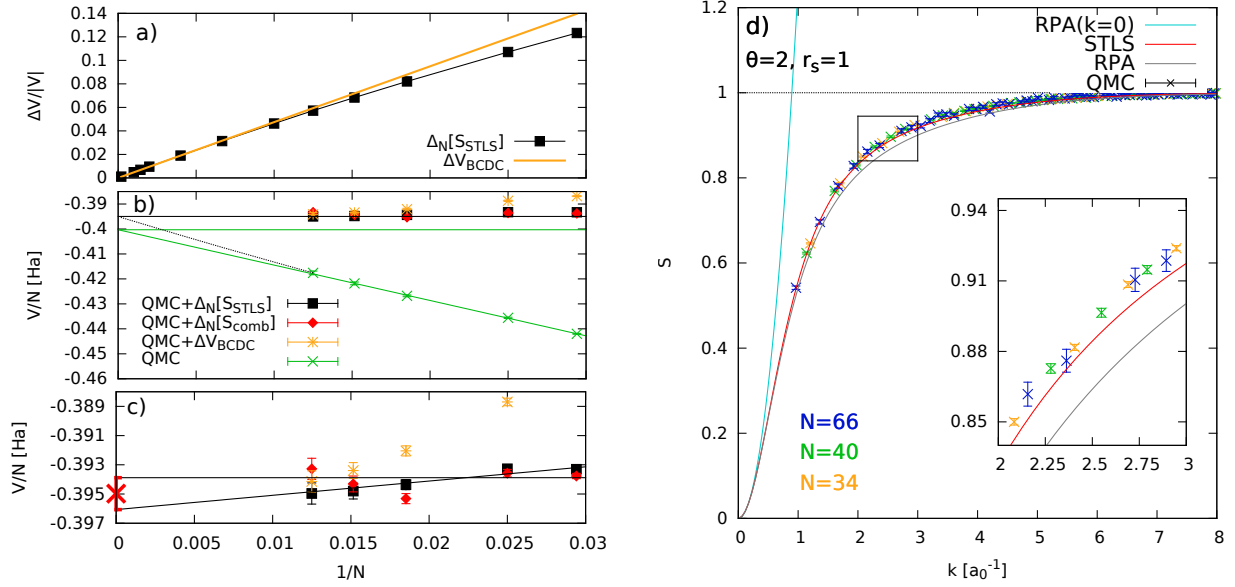 a)
ΔV/|V|
0.14
0.12
0.1
0.08
0.06
0.04
0.02
0
Δ_N[S_STLS]
ΔV_BCDC
b)
V/N [Ha]
-0.39
-0.4
-0.41
-0.42
-0.43
-0.44
-0.45
-0.46
QMC+Δ_N[S_STLS]
QMC+Δ_N[S_comb]
QMC+ΔV_BCDC
QMC
c)
V/N [Ha]
-0.389
-0.391
-0.393
-0.395
-0.397
0 0.005 0.01 0.015 0.02 0.025 0.03
1/N
d)
θ=2, r_s=1
RPA(k=0)
STLS
RPA
QMC
S
1.2
1
0.8
0.6
0.4
0.2
0
N=66
N=40
N=34
0.94
0.91
0.88
0.85
2 2.25 2.5 2.75 3
0 1 2 3 4 5 6 7 8
k [a_0^-1]